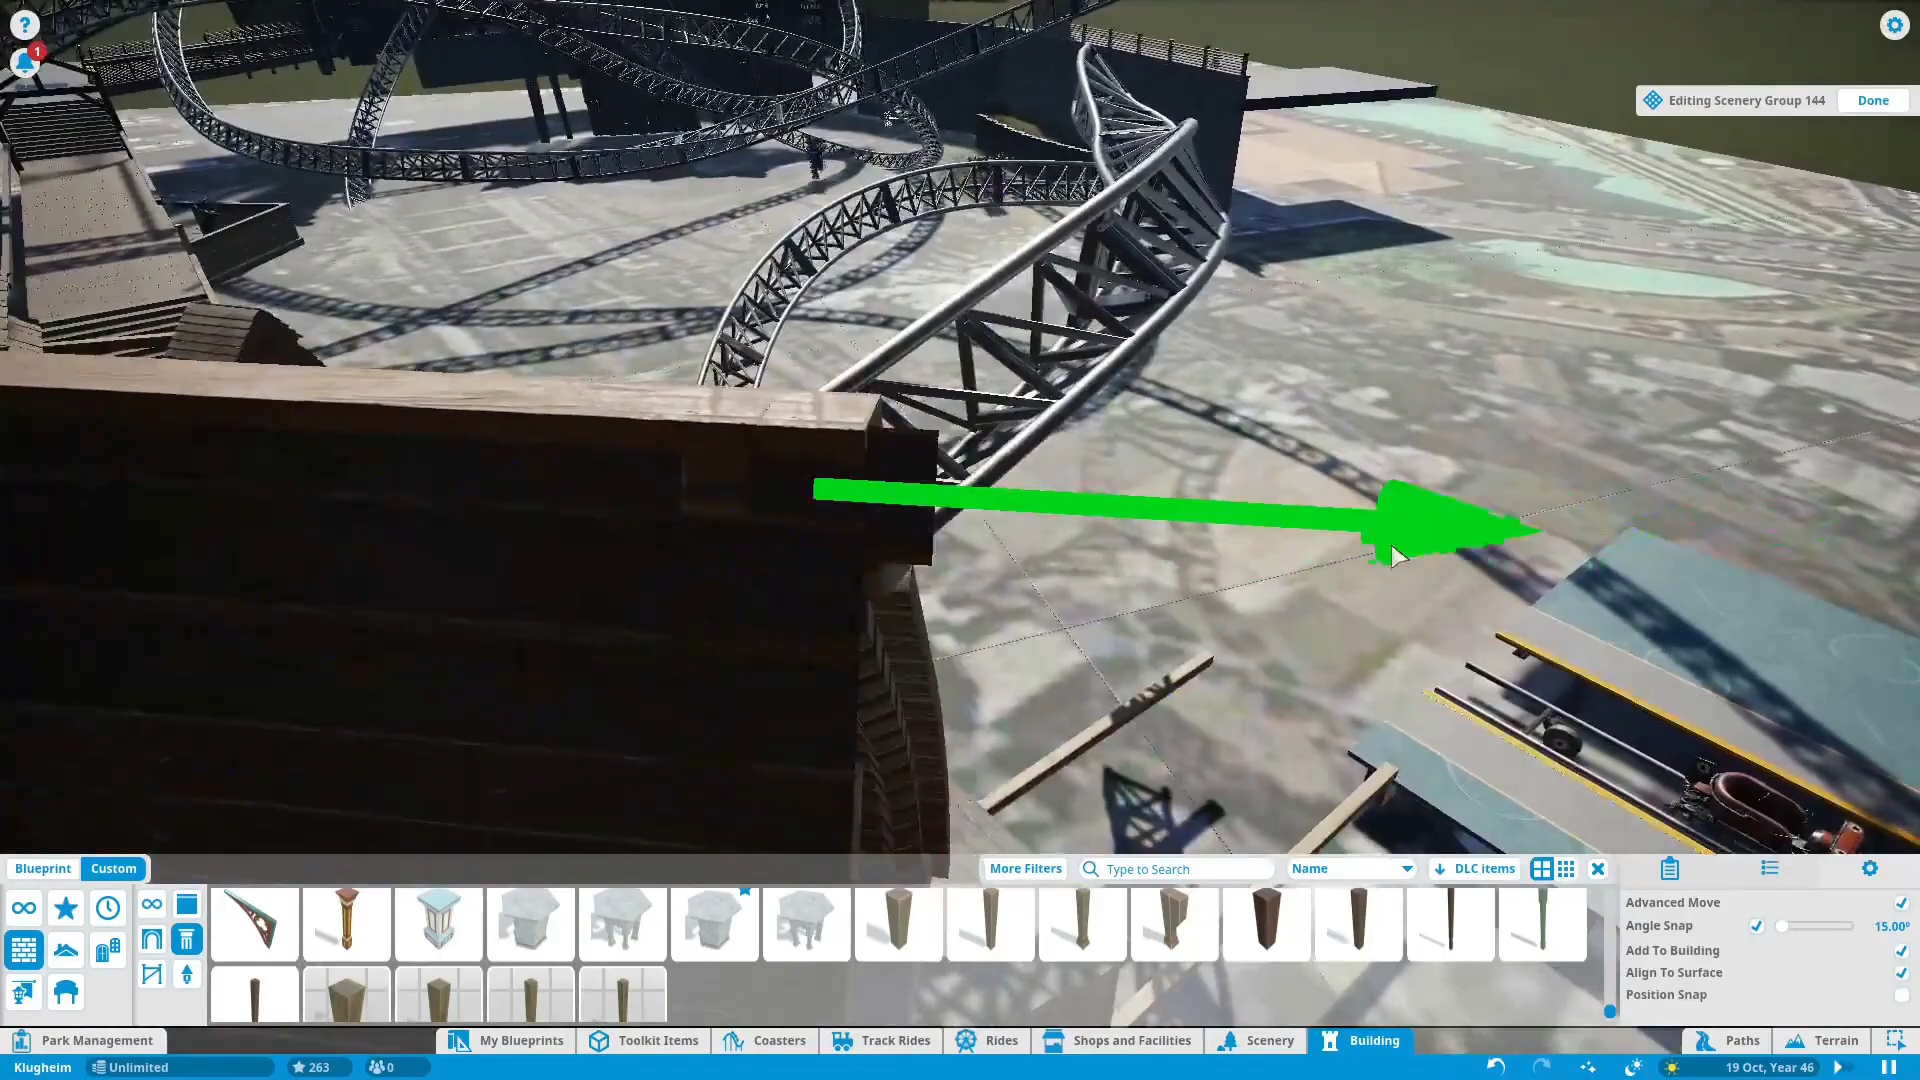 ?
1
Editing Scenery Group 144 Done
Blueprint Custom
More Filters Type to Search Name DLC items
Advanced Move
Angle Snap 15.00°
Add To Building
Align To Surface
Position Snap
Park Management My Blueprints Toolkit Items Coasters Track Rides Rides Shops and Facilities Scenery Building Paths Terrain
Klugheim Unlimited 263 0 19 Oct, Year 46